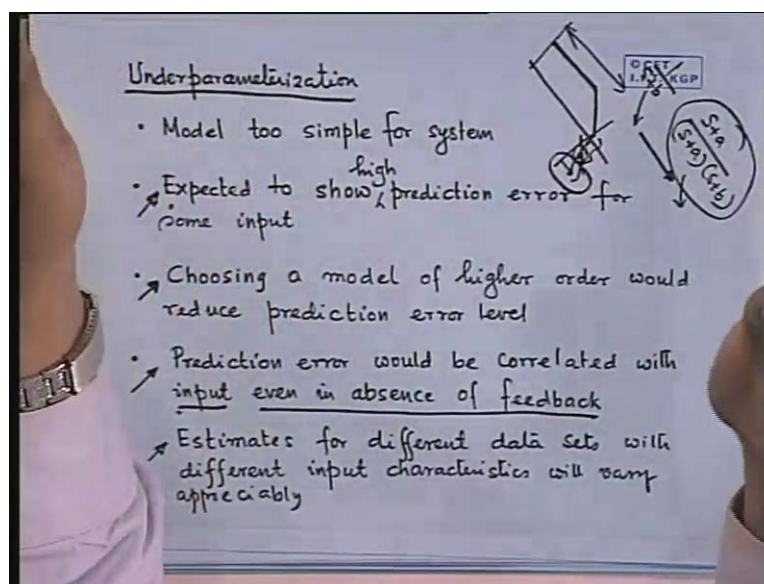 Underparameterization
© CET
I.I.T. KGP
• Model too simple for system
high
• Expected to show prediction error for
some input
s+a
(s+a)(s+b)
• Choosing a model of higher order would
reduce prediction error level
• Prediction error would be correlated with
input even in absence of feedback
• Estimates for different data sets with
different input characteristics will vary
appreciably